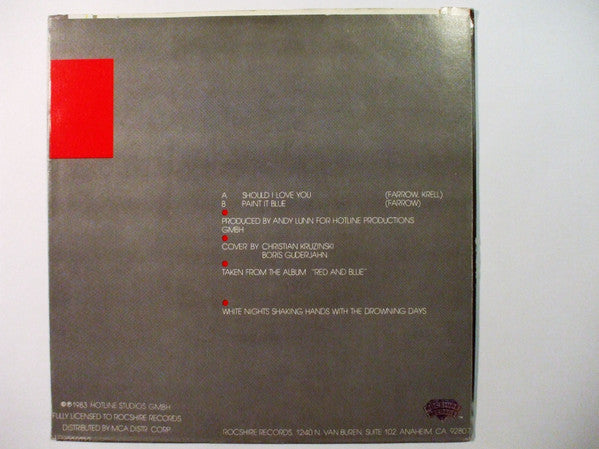 A SHOULD I LOVE YOU (FARROW, KRELL)
B PAINT IT BLUE (FARROW)
PRODUCED BY ANDY LUNN FOR HOTLINE PRODUCTIONS
GMBH
COVER BY CHRISTIAN KRUZINSKI
BORIS GUDERJAHN
TAKEN FROM THE ALBUM "RED AND BLUE"
WHITE NIGHTS SHAKING HANDS WITH THE DROWNING DAYS
©℗1983 HOTLINE STUDIOS GMBH
FULLY LICENSED TO ROCSHIRE RECORDS
DISTRIBUTED BY MCA DISTR. CORP.
ROCSHIRE
ROCSHIRE RECORDS, 1240 N. VAN BUREN, SUITE 102, ANAHEIM, CA. 92807